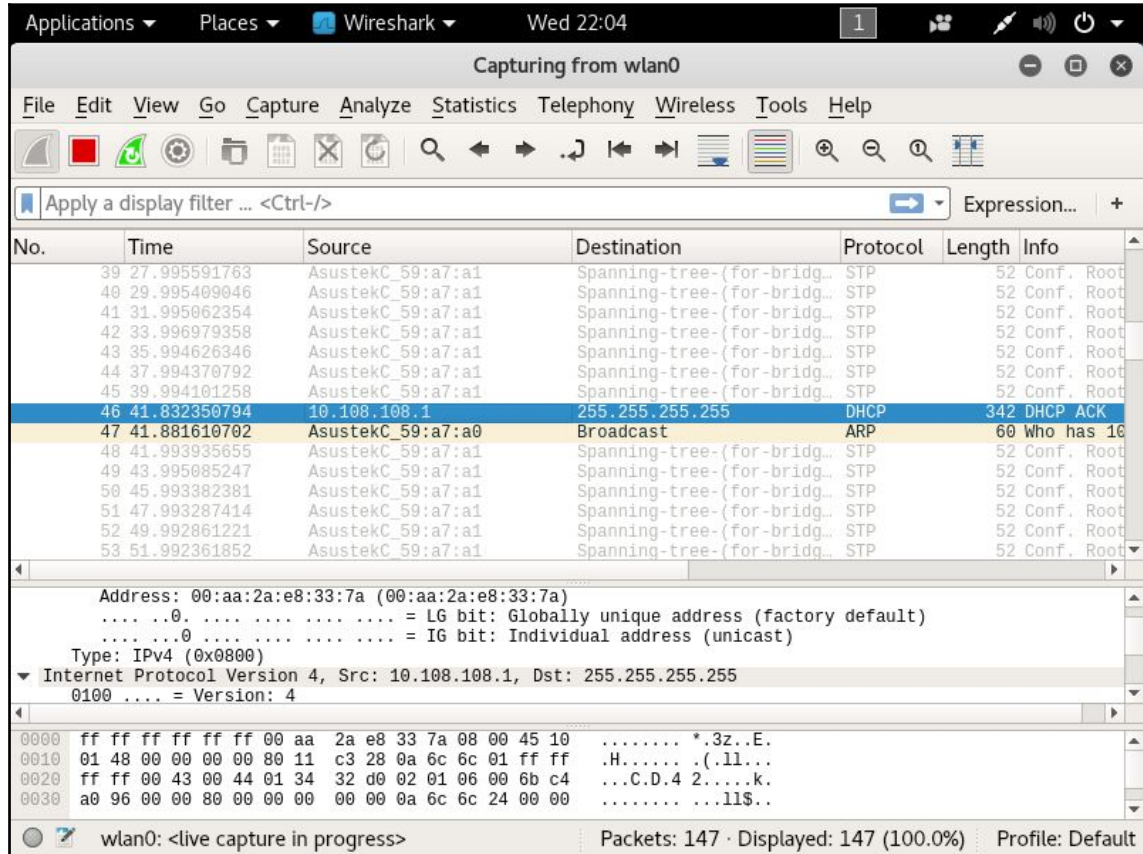 Applications Places Wireshark Wed 22:04 1
Capturing from wlan0
File Edit View Go Capture Analyze Statistics Telephony Wireless Tools Help
Apply a display filter ... <Ctrl-/> Expression... +
No. Time Source Destination Protocol Length Info
39 27.995591763 AsustekC_59:a7:a1 Spanning-tree-(for-bridg… STP 52 Conf. Root
40 29.995409046 AsustekC_59:a7:a1 Spanning-tree-(for-bridg… STP 52 Conf. Root
41 31.995062354 AsustekC_59:a7:a1 Spanning-tree-(for-bridg… STP 52 Conf. Root
42 33.996979358 AsustekC_59:a7:a1 Spanning-tree-(for-bridg… STP 52 Conf. Root
43 35.994626346 AsustekC_59:a7:a1 Spanning-tree-(for-bridg… STP 52 Conf. Root
44 37.994370792 AsustekC_59:a7:a1 Spanning-tree-(for-bridg… STP 52 Conf. Root
45 39.994101258 AsustekC_59:a7:a1 Spanning-tree-(for-bridg… STP 52 Conf. Root
46 41.832350794 10.108.108.1 255.255.255.255 DHCP 342 DHCP ACK
47 41.881610702 AsustekC_59:a7:a0 Broadcast ARP 60 Who has 10
48 41.993935655 AsustekC_59:a7:a1 Spanning-tree-(for-bridg… STP 52 Conf. Root
49 43.995085247 AsustekC_59:a7:a1 Spanning-tree-(for-bridg… STP 52 Conf. Root
50 45.993382381 AsustekC_59:a7:a1 Spanning-tree-(for-bridg… STP 52 Conf. Root
51 47.993287414 AsustekC_59:a7:a1 Spanning-tree-(for-bridg… STP 52 Conf. Root
52 49.992861221 AsustekC_59:a7:a1 Spanning-tree-(for-bridg… STP 52 Conf. Root
53 51.992361852 AsustekC_59:a7:a1 Spanning-tree-(for-bridg… STP 52 Conf. Root
Address: 00:aa:2a:e8:33:7a (00:aa:2a:e8:33:7a)
.... ..0. .... .... .... .... = LG bit: Globally unique address (factory default)
.... ...0 .... .... .... .... = IG bit: Individual address (unicast)
Type: IPv4 (0x0800)
Internet Protocol Version 4, Src: 10.108.108.1, Dst: 255.255.255.255
0100 .... = Version: 4
0000 ff ff ff ff ff ff 00 aa 2a e8 33 7a 08 00 45 10 ........ *.3z..E.
0010 01 48 00 00 00 00 80 11 c3 28 0a 6c 6c 01 ff ff .H...... .(.ll...
0020 ff ff 00 43 00 44 01 34 32 d0 02 01 06 00 6b c4 ...C.D.4 2.....k.
0030 a0 96 00 00 80 00 00 00 00 00 0a 6c 6c 24 00 00 ........ ...ll$..
wlan0: <live capture in progress> Packets: 147 · Displayed: 147 (100.0%) Profile: Default